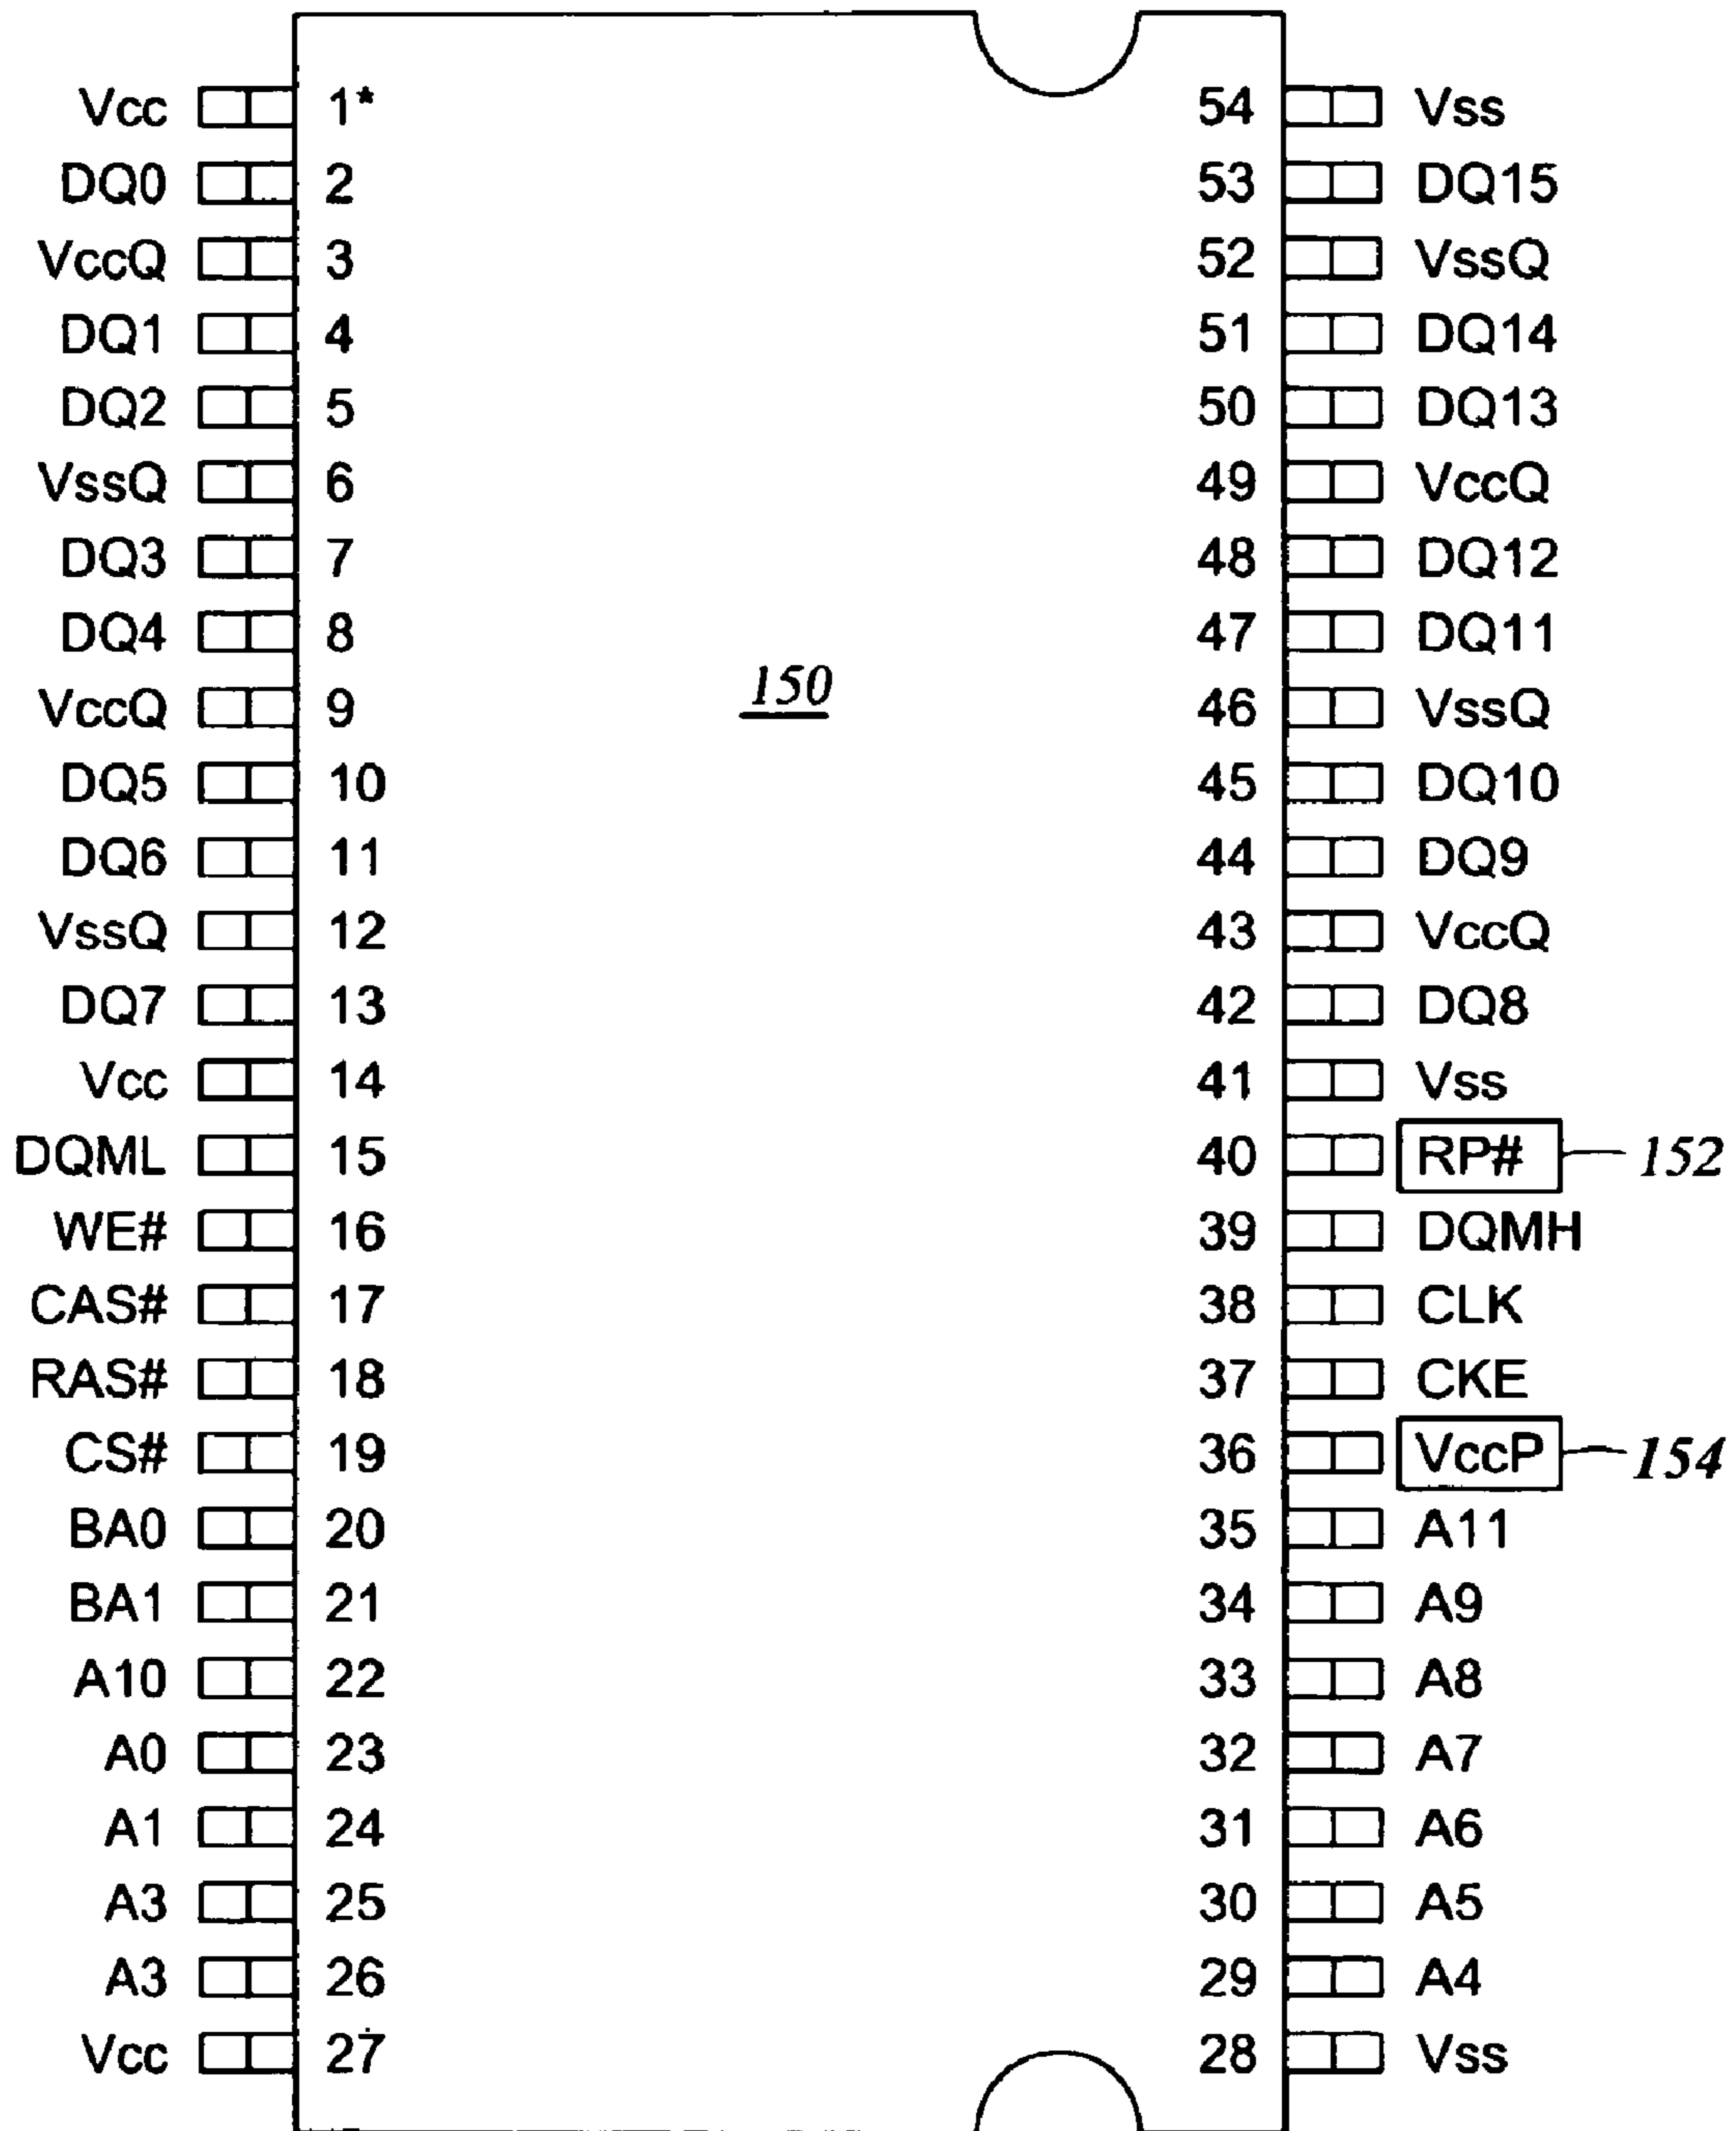 Vcc 1* 54 Vss
DQ0 2 53 DQ15
VccQ 3 52 VssQ
DQ1 4 51 DQ14
DQ2 5 50 DQ13
VssQ 6 49 VccQ
DQ3 7 48 DQ12
DQ4 8 47 DQ11
VccQ 9 150 46 VssQ
DQ5 10 45 DQ10
DQ6 11 44 DQ9
VssQ 12 43 VccQ
DQ7 13 42 DQ8
Vcc 14 41 Vss
DQML 15 40 RP# 152
WE# 16 39 DQMH
CAS# 17 38 CLK
RAS# 18 37 CKE
CS# 19 36 VccP 154
BA0 20 35 A11
BA1 21 34 A9
A10 22 33 A8
A0 23 32 A7
A1 24 31 A6
A3 25 30 A5
A3 26 29 A4
Vcc 27 28 Vss